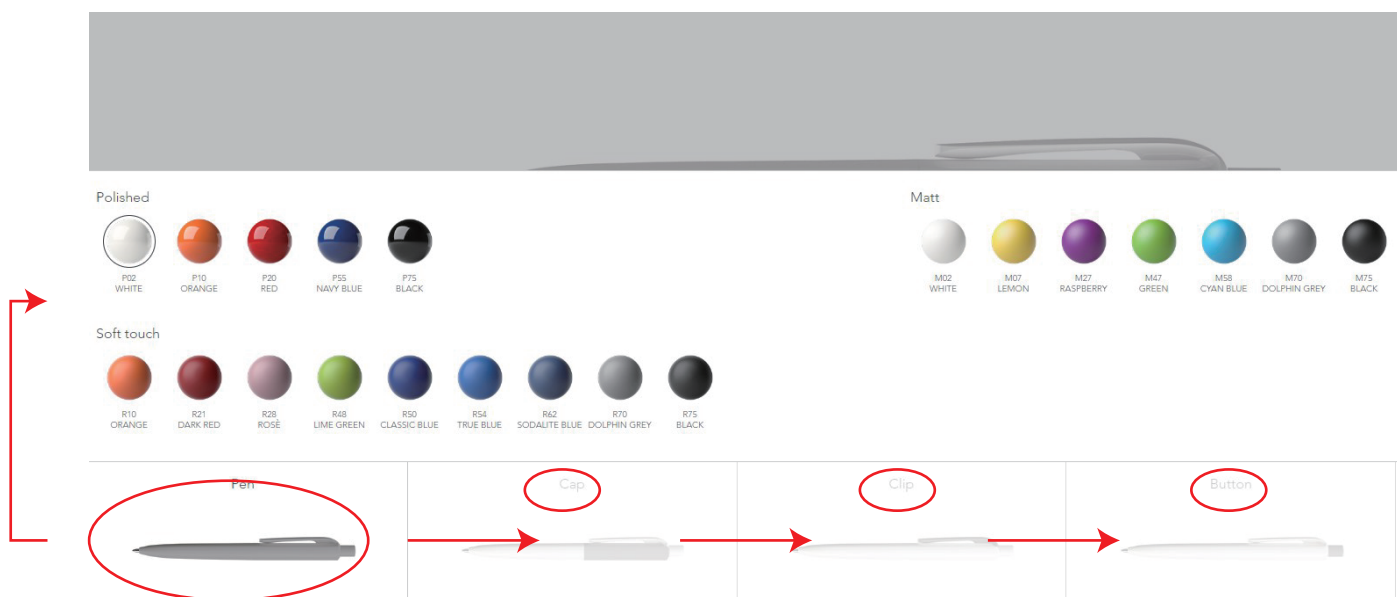 Polished
Matt
P02
WHITE
P10
ORANGE
P20
RED
P55
NAVY BLUE
P75
BLACK
M02
WHITE
M07
LEMON
M27
RASPBERRY
M47
GREEN
M58
CYAN BLUE
M70
DOLPHIN GREY
M75
BLACK
Soft touch
R10
ORANGE
R21
DARK RED
R28
ROSÈ
R48
LIME GREEN
R50
CLASSIC BLUE
R54
TRUE BLUE
R62
SODALITE BLUE
R70
DOLPHIN GREY
R75
BLACK
Pen
Cap
Clip
Button